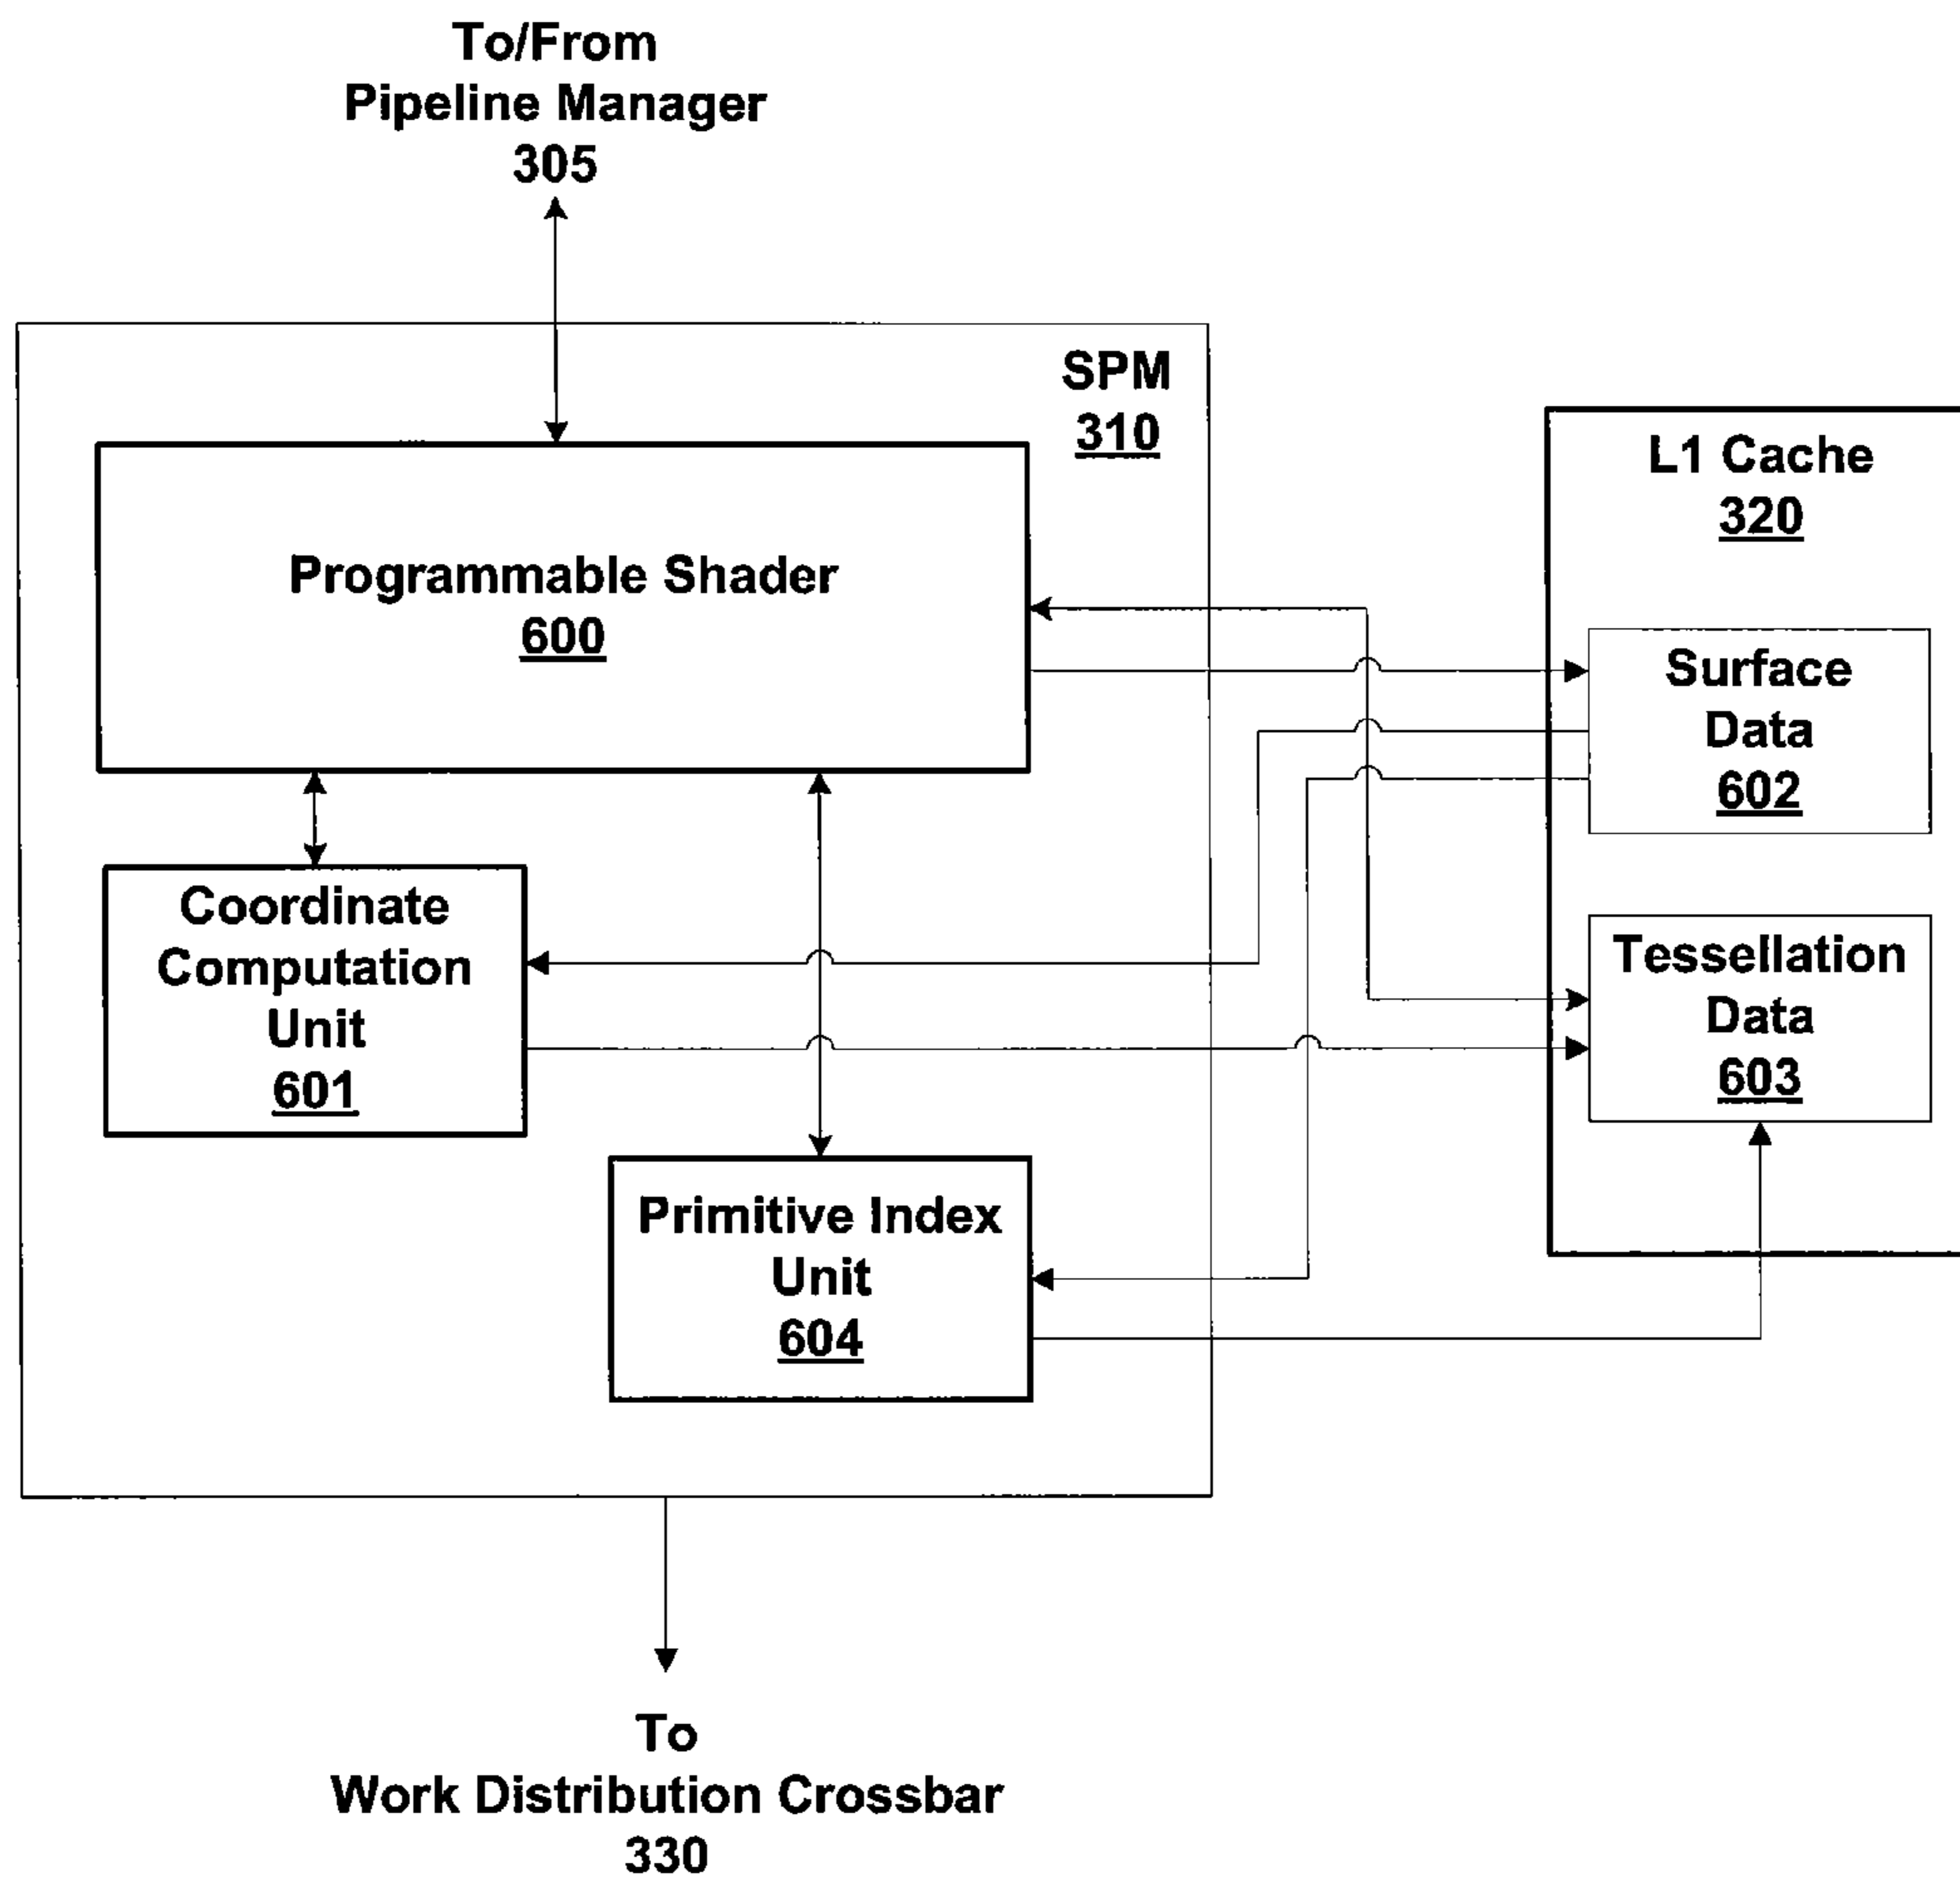 To/From
Pipeline Manager
305
SPM
310
L1 Cache
320
Programmable Shader
600
Surface
Data
602
Coordinate
Computation
Unit
601
Tessellation
Data
603
Primitive Index
Unit
604
To
Work Distribution Crossbar
330